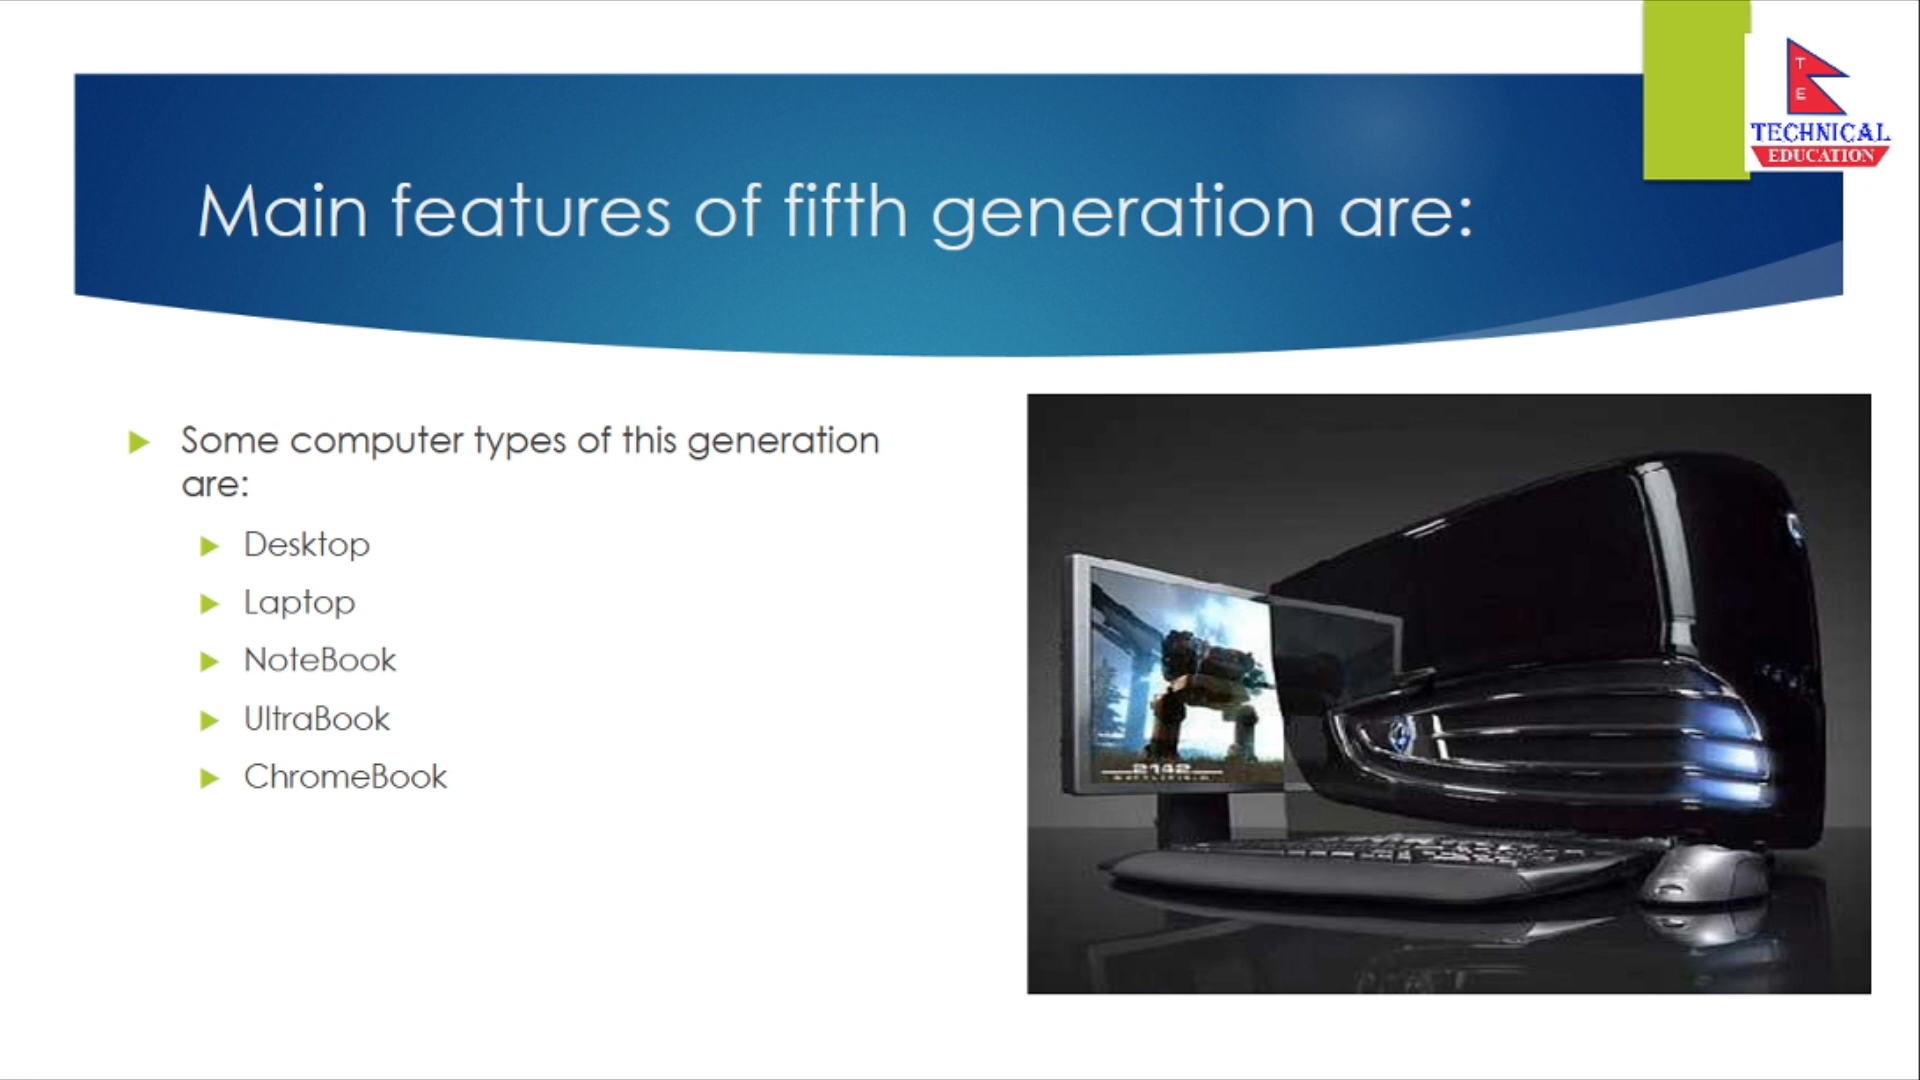 T
E
TECHNICAL
EDUCATION
Main features of fifth generation are:
Some computer types of this generation
are:
Desktop
Laptop
NoteBook
UltraBook
ChromeBook
2142